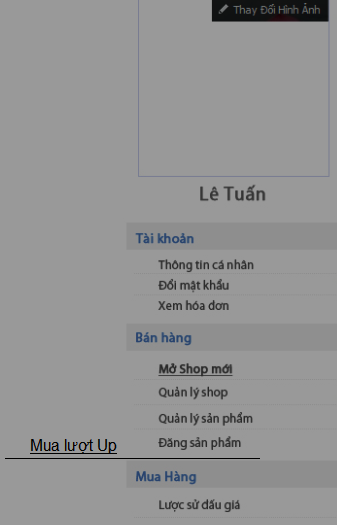 Thay Đổi Hình Ảnh
Lê Tuấn
Tài khoản
Thông tin cá nhân
Đổi mật khẩu
Xem hóa đơn
Bán hàng
Mở Shop mới
Quản lý shop
Quản lý sản phẩm
Mua lượt Up
Đăng sản phẩm
Mua Hàng
Lược sử đấu giá